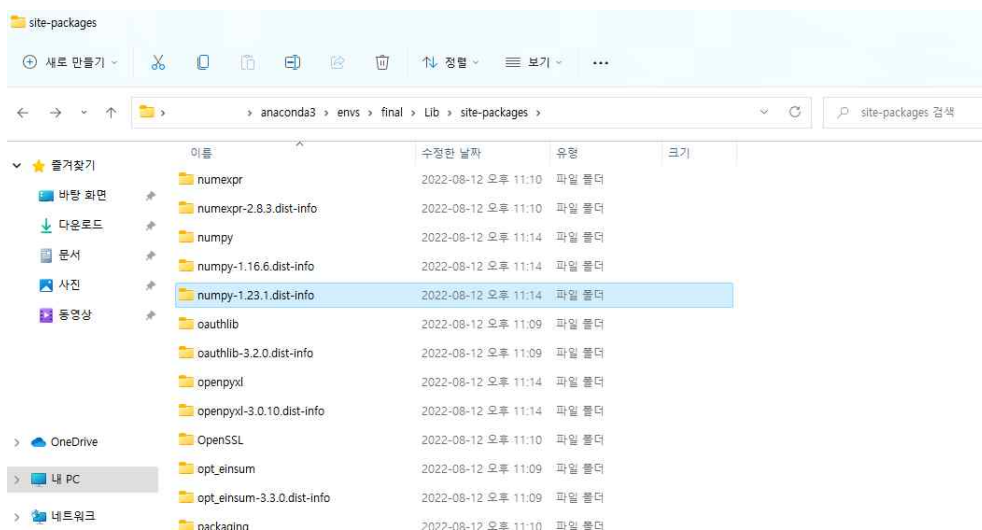 site-packages
새로 만들기
정렬
보기
anaconda3 > envs > final > Lib > site-packages >
site-packages 검색
이름 수정한 날짜 유형 크기
즐겨찾기
바탕 화면
다운로드
문서
사진
동영상
OneDrive
내 PC
네트워크
numexpr 2022-08-12 오후 11:10 파일 폴더
numexpr-2.8.3.dist-info 2022-08-12 오후 11:10 파일 폴더
numpy 2022-08-12 오후 11:14 파일 폴더
numpy-1.16.6.dist-info 2022-08-12 오후 11:14 파일 폴더
numpy-1.23.1.dist-info 2022-08-12 오후 11:14 파일 폴더
oauthlib 2022-08-12 오후 11:09 파일 폴더
oauthlib-3.2.0.dist-info 2022-08-12 오후 11:09 파일 폴더
openpyxl 2022-08-12 오후 11:14 파일 폴더
openpyxl-3.0.10.dist-info 2022-08-12 오후 11:14 파일 폴더
OpenSSL 2022-08-12 오후 11:10 파일 폴더
opt_einsum 2022-08-12 오후 11:09 파일 폴더
opt_einsum-3.3.0.dist-info 2022-08-12 오후 11:09 파일 폴더
packaging 2022-08-12 오후 11:10 파일 폴더